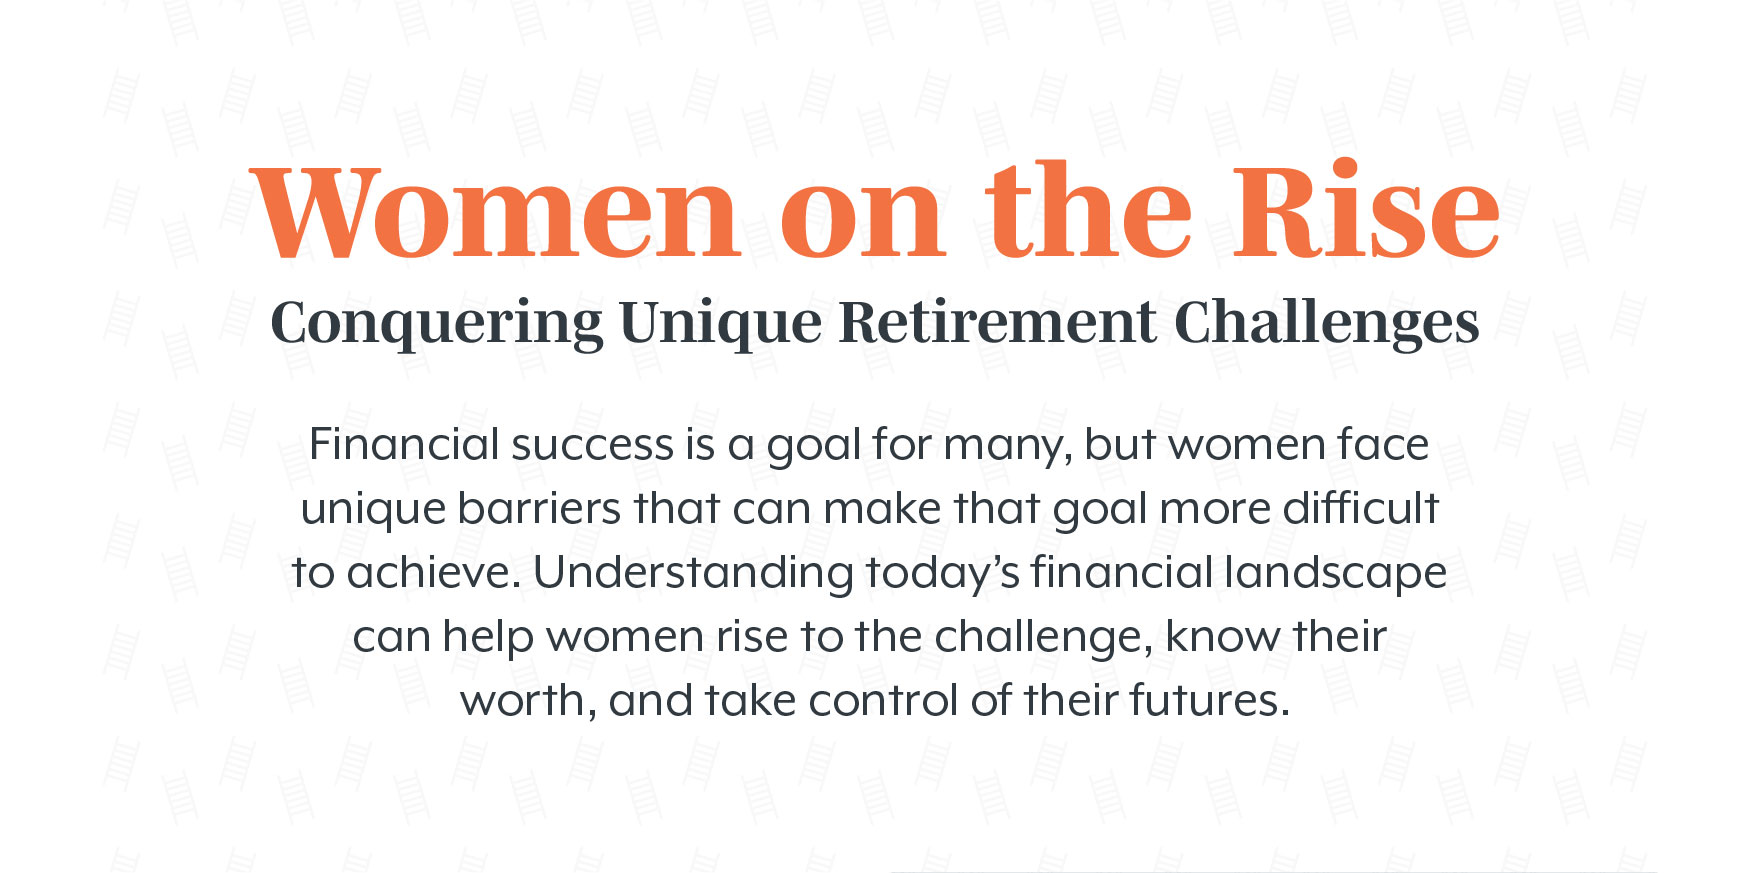 Women on the Rise
Conquering Unique Retirement Challenges
Financial success is a goal for many, but women face
unique barriers that can make that goal more difficult
to achieve. Understanding today’s financial landscape
can help women rise to the challenge, know their
worth, and take control of their futures.